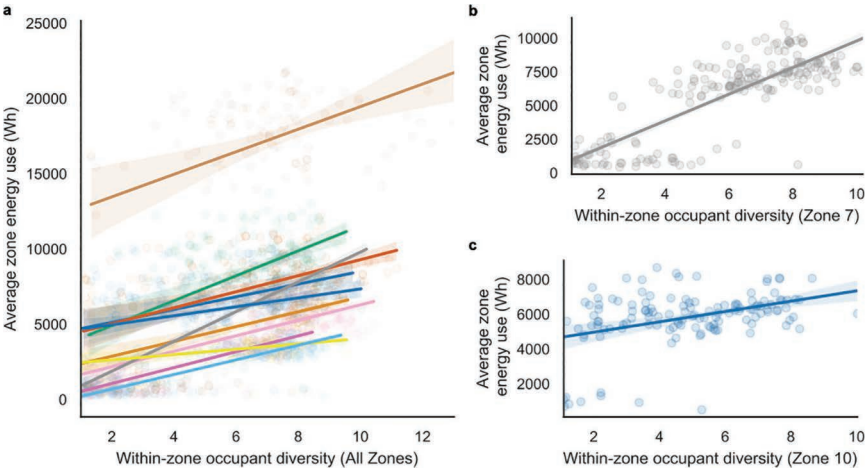 a
25000
20000
15000
10000
5000
0
Average zone energy use (Wh)
2 4 6 8 10 12
Within-zone occupant diversity (All Zones)
b
10000
7500
5000
2500
0
Average zone
energy use (Wh)
2 4 6 8 10
Within-zone occupant diversity (Zone 7)
c
8000
6000
4000
2000
Average zone
energy use (Wh)
2 4 6 8 10
Within-zone occupant diversity (Zone 10)